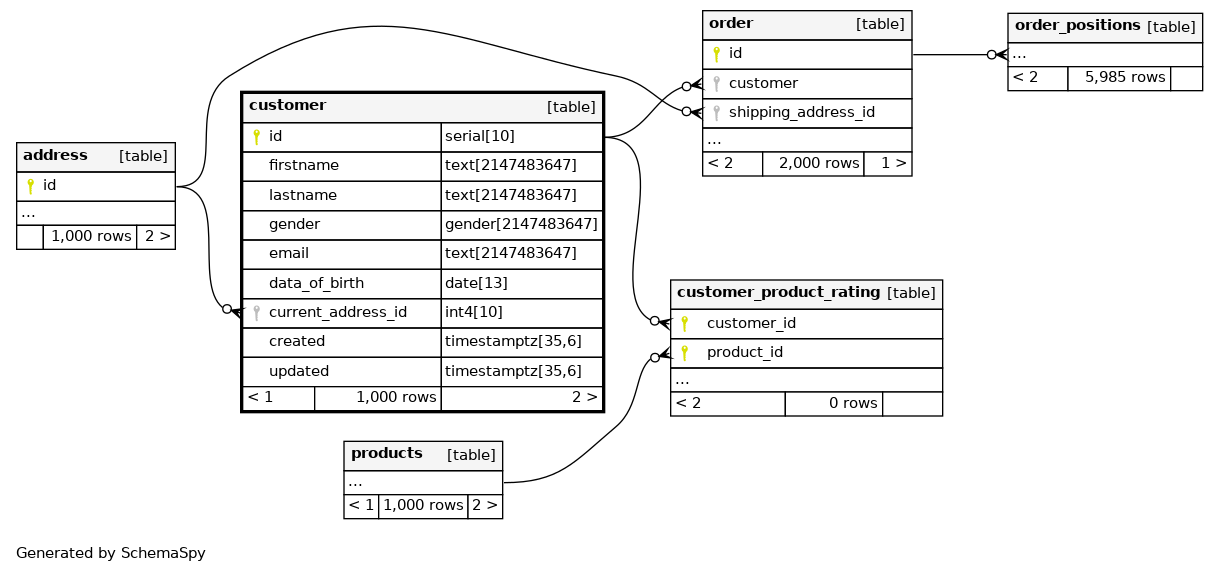 order [table]
id
customer
shipping_address_id
...
< 2 2,000 rows 1 >
order_positions [table]
...
< 2 5,985 rows
customer [table]
id serial[10]
firstname text[2147483647]
lastname text[2147483647]
gender gender[2147483647]
email text[2147483647]
data_of_birth date[13]
current_address_id int4[10]
created timestamptz[35,6]
updated timestamptz[35,6]
< 1 1,000 rows 2 >
address [table]
id
...
1,000 rows 2 >
customer_product_rating [table]
customer_id
product_id
...
< 2 0 rows
products [table]
...
< 1 1,000 rows 2 >
Generated by SchemaSpy